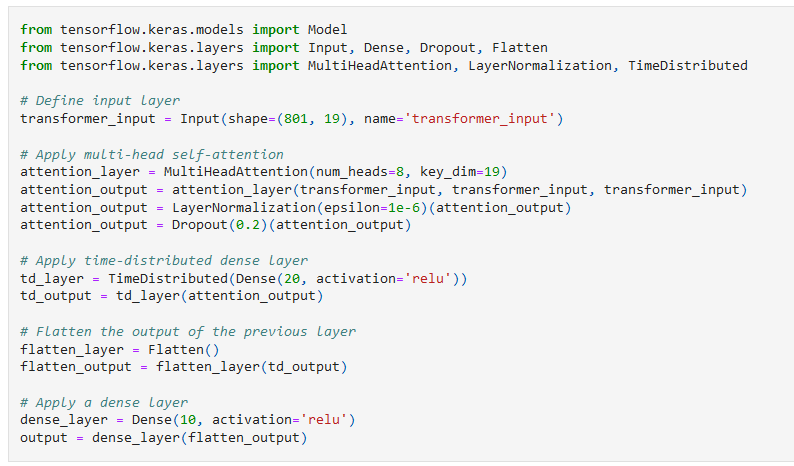 from tensorflow.keras.models import Model
from tensorflow.keras.layers import Input, Dense, Dropout, Flatten
from tensorflow.keras.layers import MultiHeadAttention, LayerNormalization, TimeDistributed
# Define input layer
transformer_input = Input(shape=(801, 19), name='transformer_input')
# Apply multi-head self-attention
attention_layer = MultiHeadAttention(num_heads=8, key_dim=19)
attention_output = attention_layer(transformer_input, transformer_input, transformer_input)
attention_output = LayerNormalization(epsilon=1e-6)(attention_output)
attention_output = Dropout(0.2)(attention_output)
# Apply time-distributed dense layer
td_layer = TimeDistributed(Dense(20, activation='relu'))
td_output = td_layer(attention_output)
# Flatten the output of the previous layer
flatten_layer = Flatten()
flatten_output = flatten_layer(td_output)
# Apply a dense layer
dense_layer = Dense(10, activation='relu')
output = dense_layer(flatten_output)